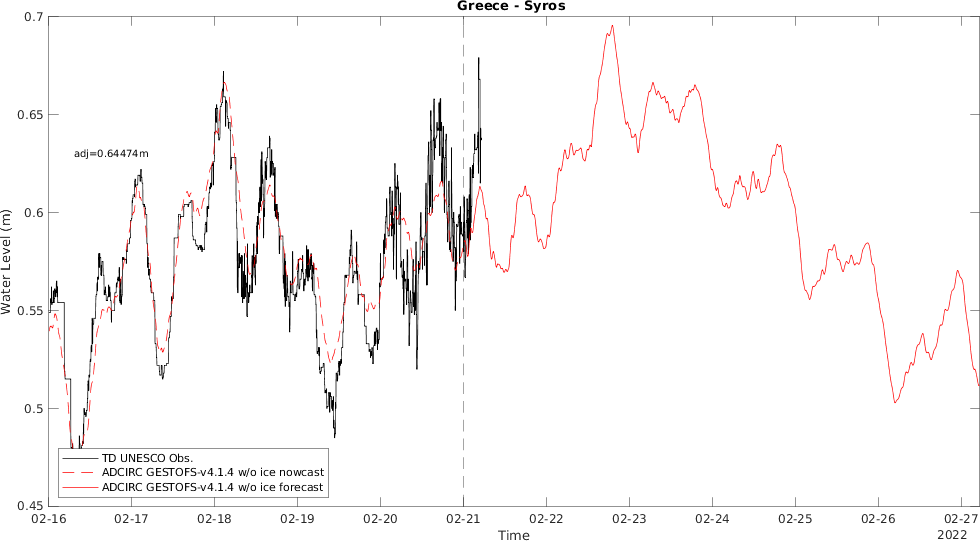 Greece - Syros
0.7
0.65
0.6
0.55
0.5
0.45
Water Level (m)
adj=0.64474m
TD UNESCO Obs.
ADCIRC GESTOFS-v4.1.4 w/o ice nowcast
ADCIRC GESTOFS-v4.1.4 w/o ice forecast
02-16 02-17 02-18 02-19 02-20 02-21 02-22 02-23 02-24 02-25 02-26 02-27
Time
2022